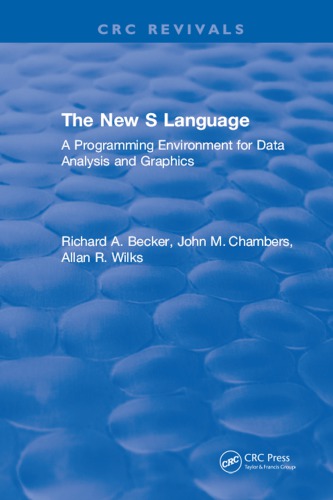 CRC REVIVALS
The New S Language
A Programming Environment for Data
Analysis and Graphics
Richard A. Becker, John M. Chambers,
Allan R. Wilks
CRC
CRC Press
Taylor & Francis Group